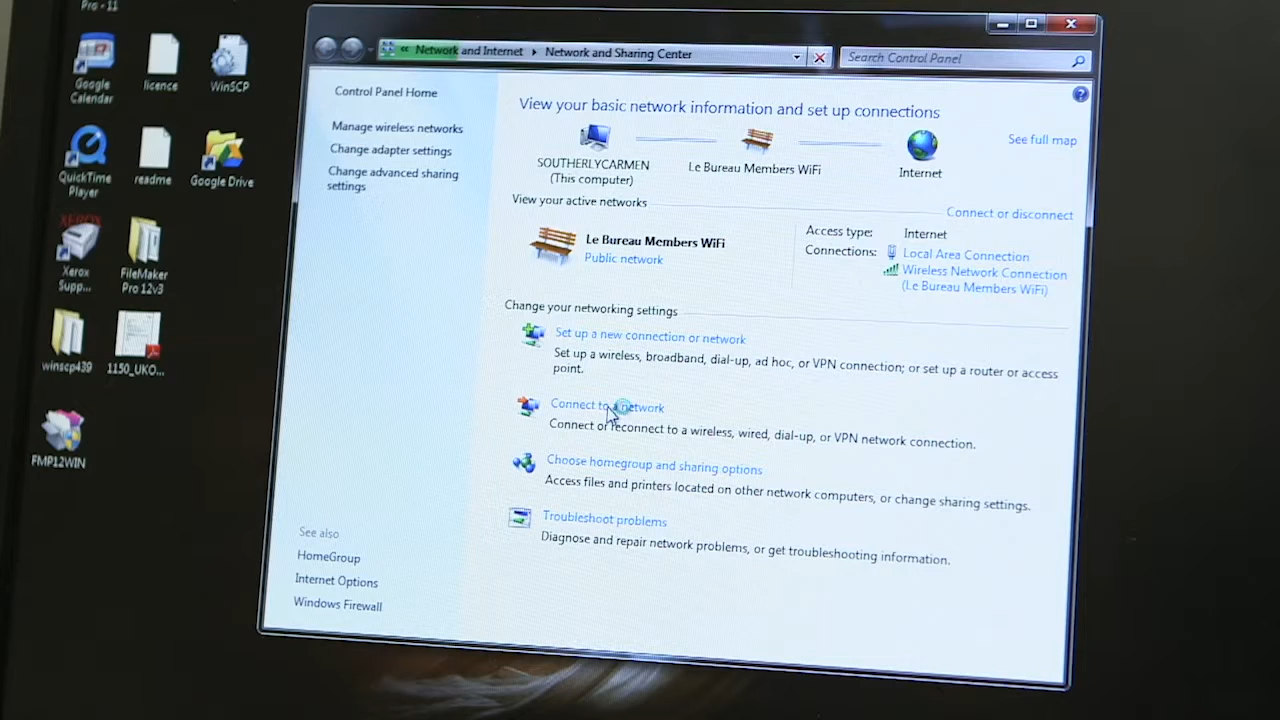 Pro - 11
Google
Calendar
licence
WinSCP
QuickTime
Player
readme
Google Drive
XEROX
Xerox
Supp...
FileMaker
Pro 12v3
winscp439
1150_UKO...
FMP12WIN
« Network and Internet ▸ Network and Sharing Center
Search Control Panel
Control Panel Home
Manage wireless networks
Change adapter settings
Change advanced sharing
settings
See also
HomeGroup
Internet Options
Windows Firewall
View your basic network information and set up connections
See full map
SOUTHERLYCARMEN
(This computer)
Le Bureau Members WiFi
Internet
View your active networks
Connect or disconnect
Le Bureau Members WiFi
Public network
Access type: Internet
Connections: Local Area Connection
Wireless Network Connection
(Le Bureau Members WiFi)
Change your networking settings
Set up a new connection or network
Set up a wireless, broadband, dial-up, ad hoc, or VPN connection; or set up a router or access
point.
Connect to a network
Connect or reconnect to a wireless, wired, dial-up, or VPN network connection.
Choose homegroup and sharing options
Access files and printers located on other network computers, or change sharing settings.
Troubleshoot problems
Diagnose and repair network problems, or get troubleshooting information.